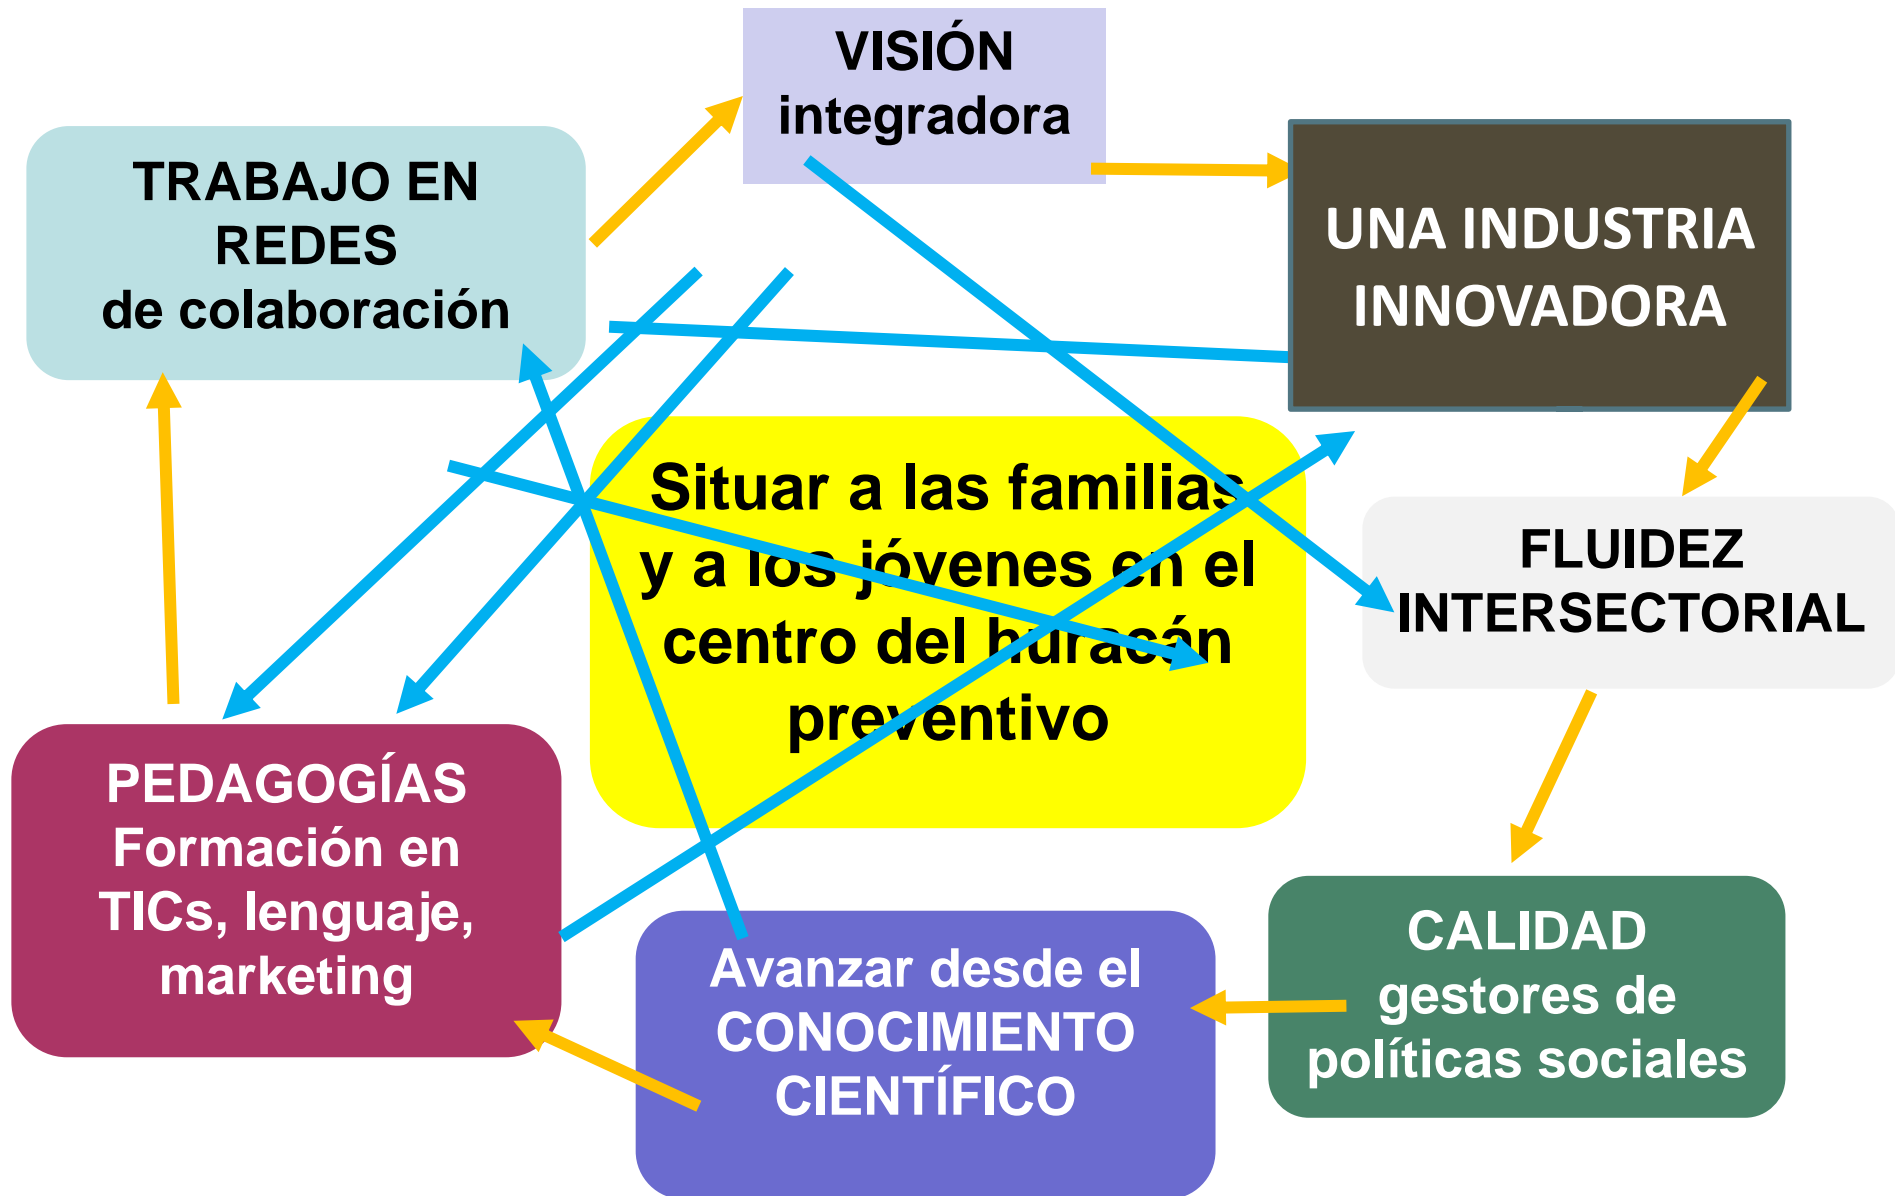 VISIÓN
integradora
TRABAJO EN
REDES
de colaboración
UNA INDUSTRIA
INNOVADORA
Situar a las familias
y a los jóvenes en el
centro del huracán
preventivo
FLUIDEZ
INTERSECTORIAL
PEDAGOGÍAS
Formación en
TICs, lenguaje,
marketing
Avanzar desde el
CONOCIMIENTO
CIENTÍFICO
CALIDAD
gestores de
políticas sociales